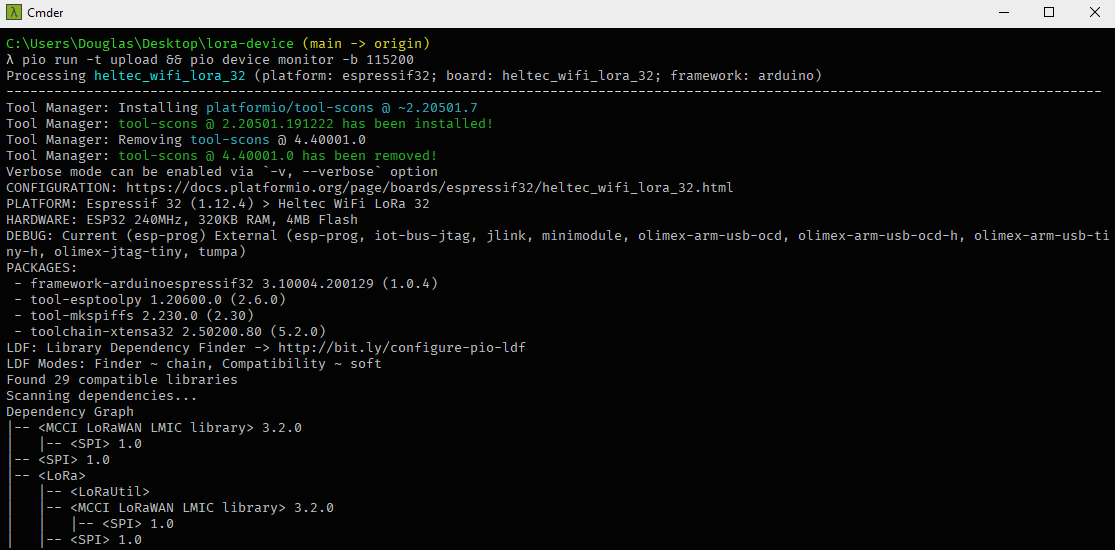 λ Cmder
C:\Users\Douglas\Desktop\lora-device (main -> origin)
λ pio run -t upload && pio device monitor -b 115200
Processing heltec_wifi_lora_32 (platform: espressif32; board: heltec_wifi_lora_32; framework: arduino)
-----------------------------------------------------------------------------------------------------------------------------------------
Tool Manager: Installing platformio/tool-scons @ ~2.20501.7
Tool Manager: tool-scons @ 2.20501.191222 has been installed!
Tool Manager: Removing tool-scons @ 4.40001.0
Tool Manager: tool-scons @ 4.40001.0 has been removed!
Verbose mode can be enabled via `-v, --verbose` option
CONFIGURATION: https://docs.platformio.org/page/boards/espressif32/heltec_wifi_lora_32.html
PLATFORM: Espressif 32 (1.12.4) > Heltec WiFi LoRa 32
HARDWARE: ESP32 240MHz, 320KB RAM, 4MB Flash
DEBUG: Current (esp-prog) External (esp-prog, iot-bus-jtag, jlink, minimodule, olimex-arm-usb-ocd, olimex-arm-usb-ocd-h, olimex-arm-usb-ti
ny-h, olimex-jtag-tiny, tumpa)
PACKAGES:
 - framework-arduinoespressif32 3.10004.200129 (1.0.4)
 - tool-esptoolpy 1.20600.0 (2.6.0)
 - tool-mkspiffs 2.230.0 (2.30)
 - toolchain-xtensa32 2.50200.80 (5.2.0)
LDF: Library Dependency Finder -> http://bit.ly/configure-pio-ldf
LDF Modes: Finder ~ chain, Compatibility ~ soft
Found 29 compatible libraries
Scanning dependencies...
Dependency Graph
|-- <MCCI LoRaWAN LMIC library> 3.2.0
|   |-- <SPI> 1.0
|-- <SPI> 1.0
|-- <LoRa>
|   |-- <LoRaUtil>
|   |-- <MCCI LoRaWAN LMIC library> 3.2.0
|   |   |-- <SPI> 1.0
|   |-- <SPI> 1.0